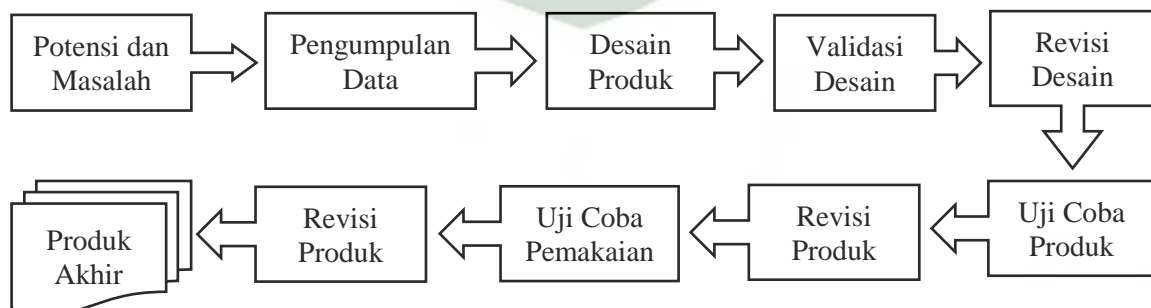 Potensi dan
Masalah
Pengumpulan
Data
Desain
Produk
Validasi
Desain
Revisi
Desain
Uji Coba
Produk
Revisi
Produk
Uji Coba
Pemakaian
Revisi
Produk
Produk
Akhir